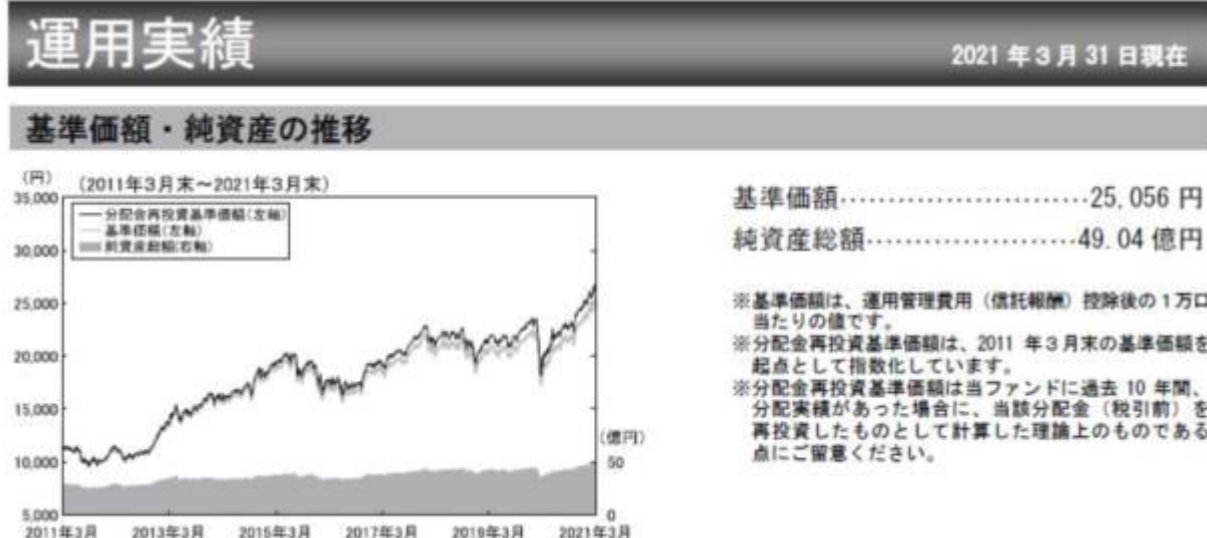 運用実績
2021 年 3 月 31 日現在
基準価額・純資産の推移
(円)
(2011年3月末~2021年3月末)
35,000
30,000
25,000
20,000
15,000
10,000
5,000
分配金再投資基準価額(左軸)
基準価額(左軸)
純資産総額(右軸)
(億円)
50
0
2011年3月 2013年3月 2015年3月 2017年3月 2019年3月 2021年3月
基準価額‥‥‥‥‥‥‥‥‥‥‥‥25,056 円
純資産総額‥‥‥‥‥‥‥‥‥‥49.04 億円
※基準価額は、運用管理費用(信託報酬)控除後の1万口
当たりの値です。
※分配金再投資基準価額は、2011 年3月末の基準価額を
起点として指数化しています。
※分配金再投資基準価額は当ファンドに過去 10 年間、
分配実績があった場合に、当該分配金(税引前)を
再投資したものとして計算した理論上のものである
点にご留意ください。